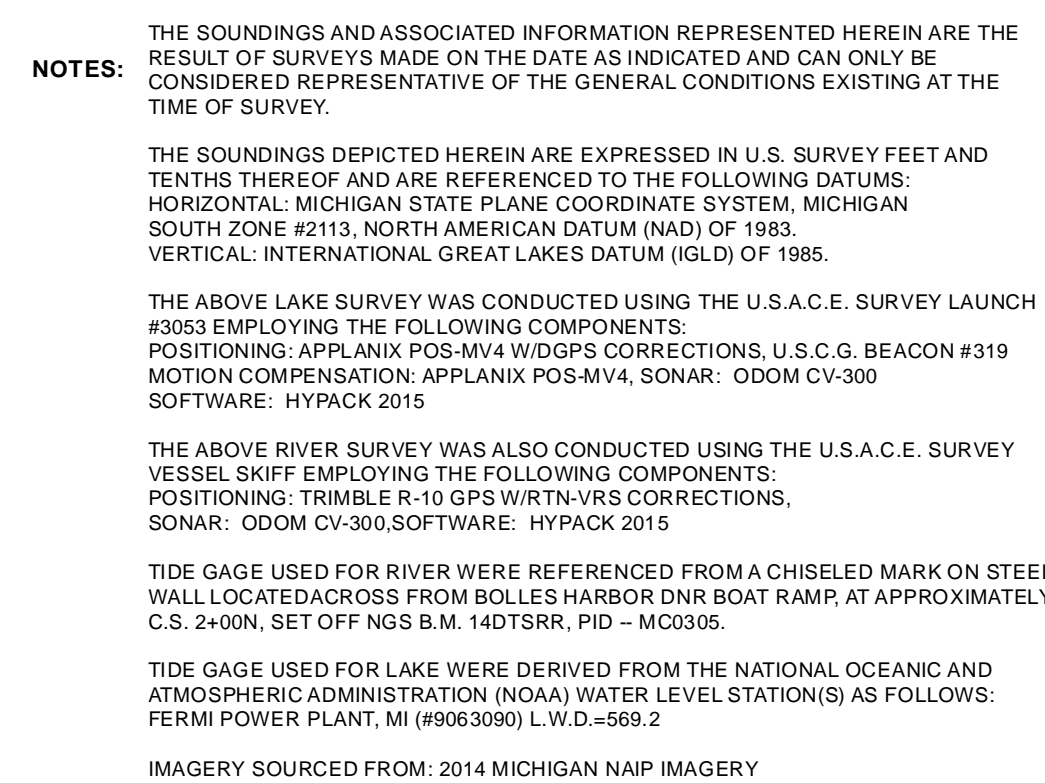 THE SOUNDINGS AND ASSOCIATED INFORMATION REPRESENTED HEREIN ARE THE
NOTES: RESULT OF SURVEYS MADE ON THE DATE AS INDICATED AND CAN ONLY BE
CONSIDERED REPRESENTATIVE OF THE GENERAL CONDITIONS EXISTING AT THE
TIME OF SURVEY.
THE SOUNDINGS DEPICTED HEREIN ARE EXPRESSED IN U.S. SURVEY FEET AND
TENTHS THEREOF AND ARE REFERENCED TO THE FOLLOWING DATUMS:
HORIZONTAL: MICHIGAN STATE PLANE COORDINATE SYSTEM, MICHIGAN
SOUTH ZONE #2113, NORTH AMERICAN DATUM (NAD) OF 1983.
VERTICAL: INTERNATIONAL GREAT LAKES DATUM (IGLD) OF 1985.
THE ABOVE LAKE SURVEY WAS CONDUCTED USING THE U.S.A.C.E. SURVEY LAUNCH
#3053 EMPLOYING THE FOLLOWING COMPONENTS:
POSITIONING: APPLANIX POS-MV4 W/DGPS CORRECTIONS, U.S.C.G. BEACON #319
MOTION COMPENSATION: APPLANIX POS-MV4, SONAR: ODOM CV-300
SOFTWARE: HYPACK 2015
THE ABOVE RIVER SURVEY WAS ALSO CONDUCTED USING THE U.S.A.C.E. SURVEY
VESSEL SKIFF EMPLOYING THE FOLLOWING COMPONENTS:
POSITIONING: TRIMBLE R-10 GPS W/RTN-VRS CORRECTIONS,
SONAR: ODOM CV-300,SOFTWARE: HYPACK 2015
TIDE GAGE USED FOR RIVER WERE REFERENCED FROM A CHISELED MARK ON STEEL
WALL LOCATEDACROSS FROM BOLLES HARBOR DNR BOAT RAMP, AT APPROXIMATELY
C.S. 2+00N, SET OFF NGS B.M. 14DTSRR, PID -- MC0305.
TIDE GAGE USED FOR LAKE WERE DERIVED FROM THE NATIONAL OCEANIC AND
ATMOSPHERIC ADMINISTRATION (NOAA) WATER LEVEL STATION(S) AS FOLLOWS:
FERMI POWER PLANT, MI (#9063090) L.W.D.=569.2
IMAGERY SOURCED FROM: 2014 MICHIGAN NAIP IMAGERY